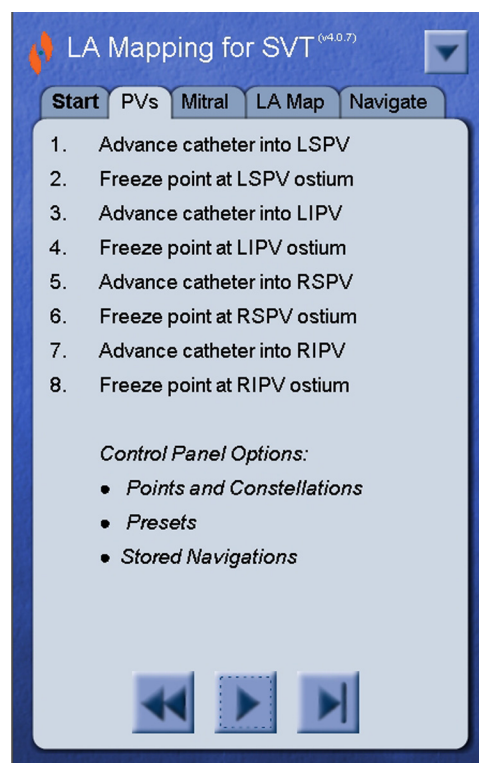 LA Mapping for SVT (v4.0.7)
Start PVs Mitral LA Map Navigate
1. Advance catheter into LSPV
2. Freeze point at LSPV ostium
3. Advance catheter into LIPV
4. Freeze point at LIPV ostium
5. Advance catheter into RSPV
6. Freeze point at RSPV ostium
7. Advance catheter into RIPV
8. Freeze point at RIPV ostium
Control Panel Options:
• Points and Constellations
• Presets
• Stored Navigations